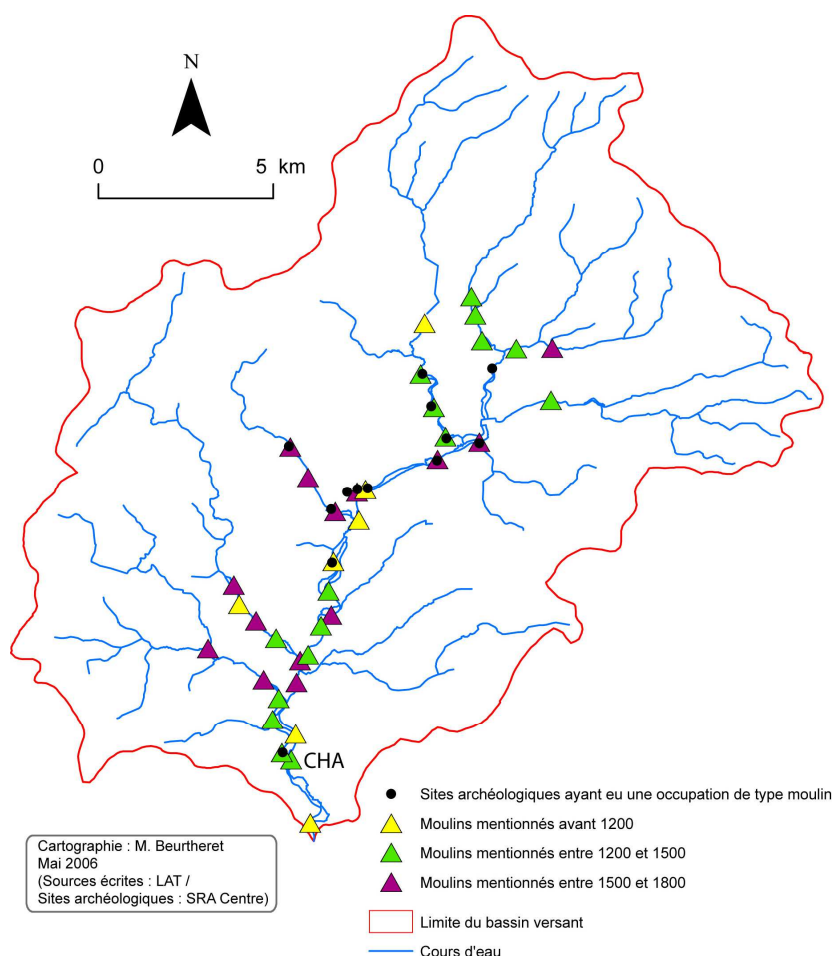 N
0 5 km
CHA
Sites archéologiques ayant eu une occupation de type moulin
Moulins mentionnés avant 1200
Moulins mentionnés entre 1200 et 1500
Moulins mentionnés entre 1500 et 1800
Limite du bassin versant
Cours d'eau
Cartographie : M. Beurtheret
Mai 2006
(Sources écrites : LAT /
Sites archéologiques : SRA Centre)